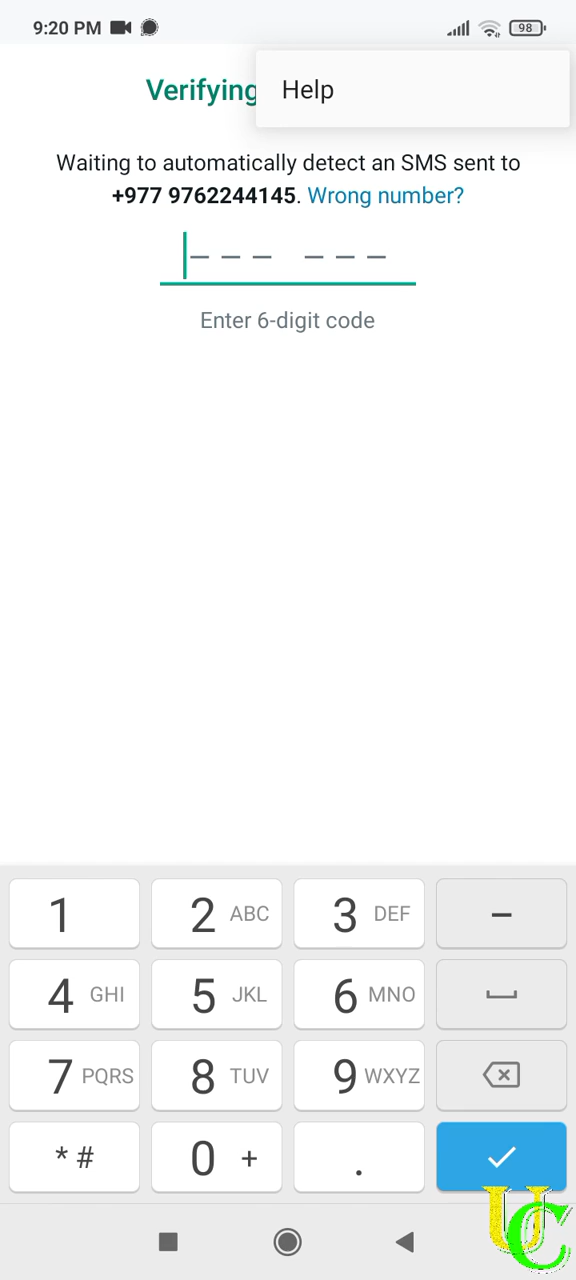 9:20 PM
98
Verifying
Help
Waiting to automatically detect an SMS sent to
+977 9762244145. Wrong number?
Enter 6-digit code
1 2 ABC 3 DEF –
4 GHI 5 JKL 6 MNO
7 PQRS 8 TUV 9 WXYZ
* # 0 + .
UC